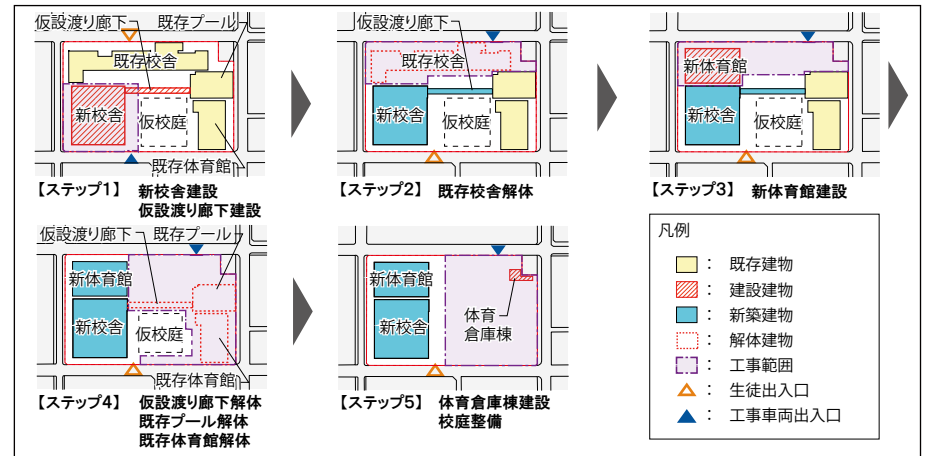 仮設渡り廊下
既存プール
既存校舎
新校舎
仮校庭
既存体育館
【ステップ1】 新校舎建設
仮設渡り廊下建設
仮設渡り廊下
既存校舎
新校舎
仮校庭
【ステップ2】 既存校舎解体
新体育館
新校舎
仮校庭
【ステップ3】 新体育館建設
仮設渡り廊下
既存プール
新体育館
新校舎
仮校庭
既存体育館
【ステップ4】 仮設渡り廊下解体
既存プール解体
既存体育館解体
新体育館
新校舎
体育
倉庫棟
【ステップ5】 体育倉庫棟建設
校庭整備
凡例
： 既存建物
： 建設建物
： 新築建物
： 解体建物
： 工事範囲
： 生徒出入口
： 工事車両出入口